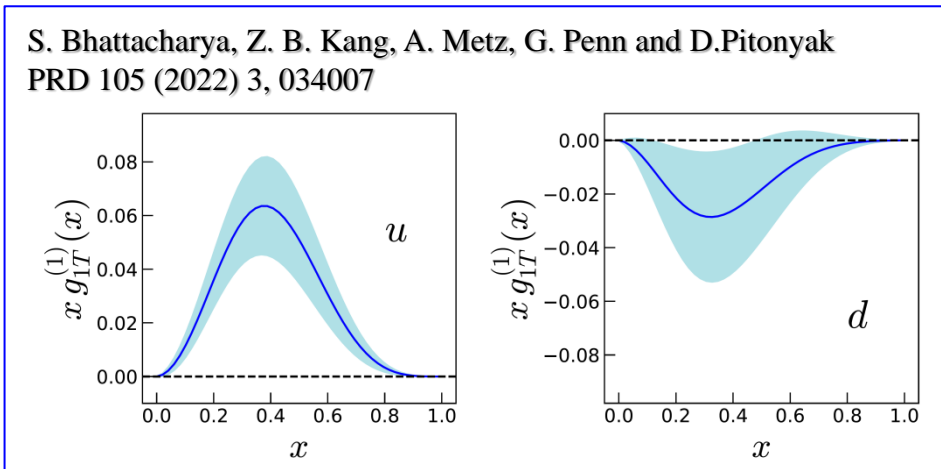 S. Bhattacharya, Z. B. Kang, A. Metz, G. Penn and D.Pitonyak
PRD 105 (2022) 3, 034007
x g_{1T}^{(1)}(x)
0.08
0.06
0.04
0.02
0.00
u
0.0 0.2 0.4 0.6 0.8 1.0
x
x g_{1T}^{(1)}(x)
0.00
−0.02
−0.04
−0.06
−0.08
d
0.0 0.2 0.4 0.6 0.8 1.0
x